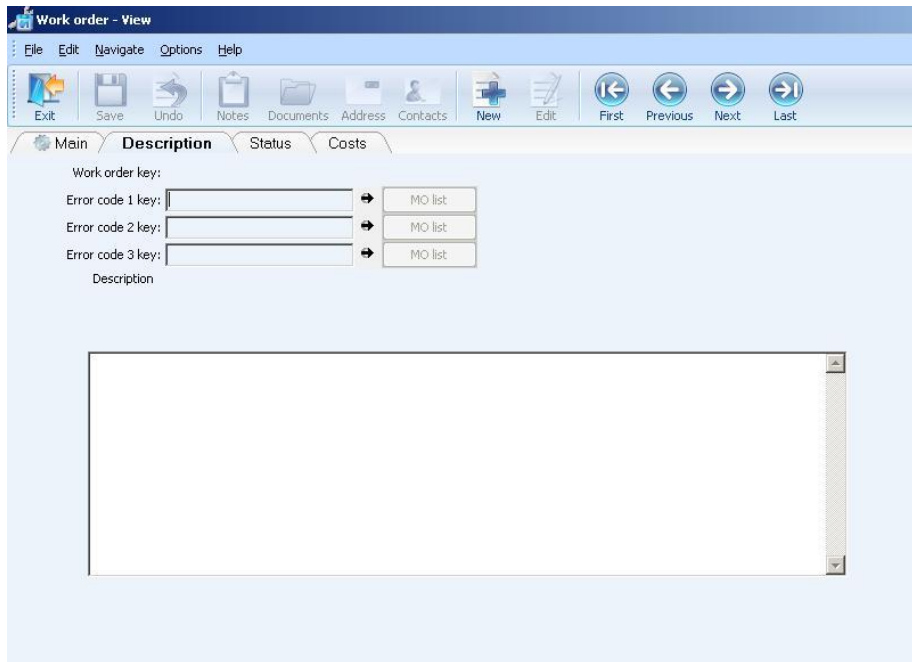 Work order - View
File Edit Navigate Options Help
Exit Save Undo Notes Documents Address Contacts New Edit First Previous Next Last
Main Description Status Costs
Work order key:
Error code 1 key: MO list
Error code 2 key: MO list
Error code 3 key: MO list
Description